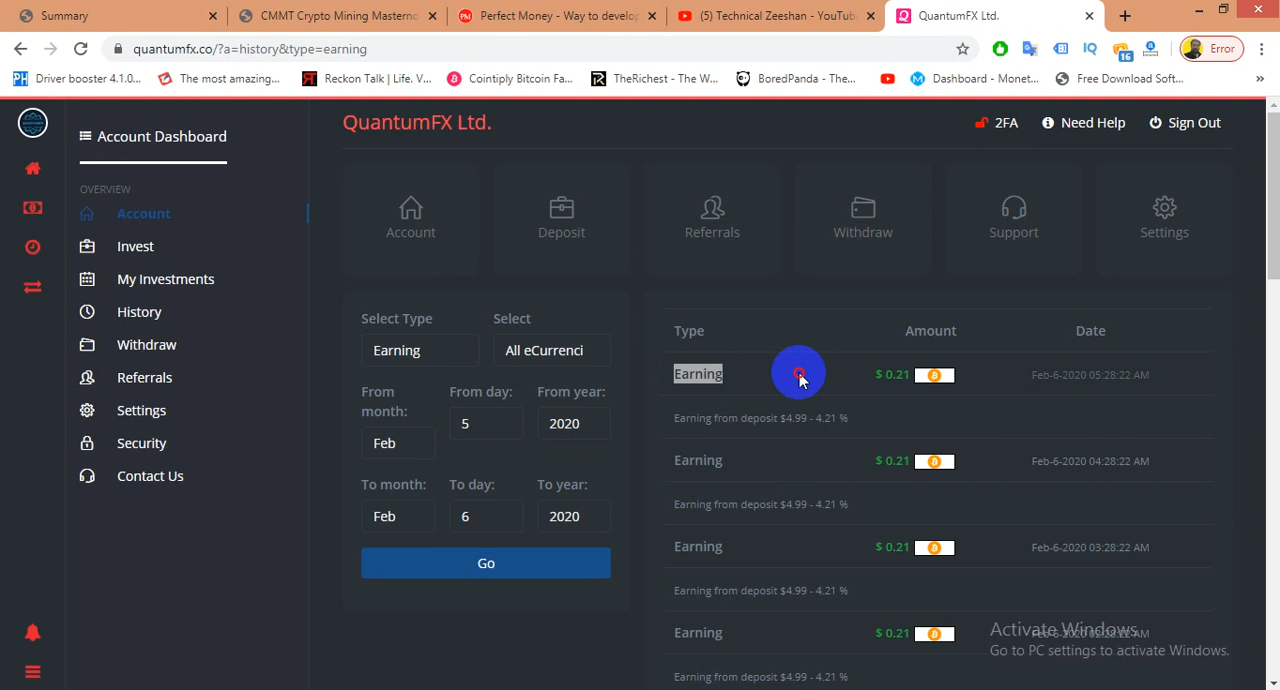 Summary
CMMT Crypto Mining Masterno
Perfect Money - Way to develop
(5) Technical Zeeshan - YouTube
QuantumFX Ltd.
quantumfx.co/?a=history&type=earning
16
Error
Driver booster 4.1.0...
The most amazing...
Reckon Talk | Life. V...
Cointiply Bitcoin Fa...
TheRichest - The W...
BoredPanda - The...
Dashboard - Monet...
Free Download Soft...
Account Dashboard
QuantumFX Ltd.
2FA
Need Help
Sign Out
OVERVIEW
Account
Invest
My Investments
History
Withdraw
Referrals
Settings
Security
Contact Us
Account
Deposit
Referrals
Withdraw
Support
Settings
Select Type
Select
Earning
All eCurrenci
From month:
From day:
From year:
Feb
5
2020
To month:
To day:
To year:
Feb
6
2020
Go
Type Amount Date
Earning $ 0.21 Feb-6-2020 05:28:22 AM
Earning from deposit $4.99 - 4.21 %
Earning $ 0.21 Feb-6-2020 04:28:22 AM
Earning from deposit $4.99 - 4.21 %
Earning $ 0.21 Feb-6-2020 03:28:22 AM
Earning from deposit $4.99 - 4.21 %
Earning $ 0.21
Earning from deposit $4.99 - 4.21 %
Activate Windows
Go to PC settings to activate Windows.